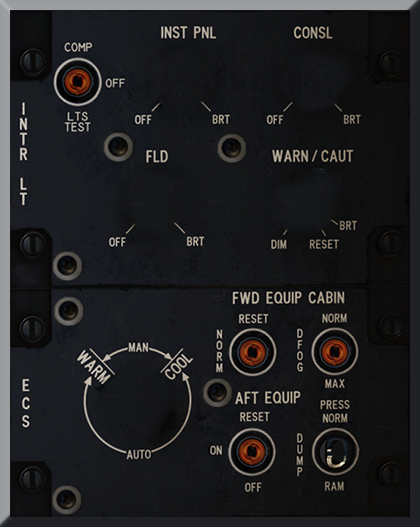 INST PNL
CONSL
COMP
OFF
LTS
TEST
OFF
BRT
OFF
BRT
INTR LT
FLD
WARN / CAUT
OFF
BRT
DIM
RESET
BRT
FWD EQUIP CABIN
RESET
NORM
NORM
DFOG
MAX
MAN
WARM
COOL
AUTO
ECS
AFT EQUIP
RESET
ON
OFF
PRESS
NORM
DUMP
RAM